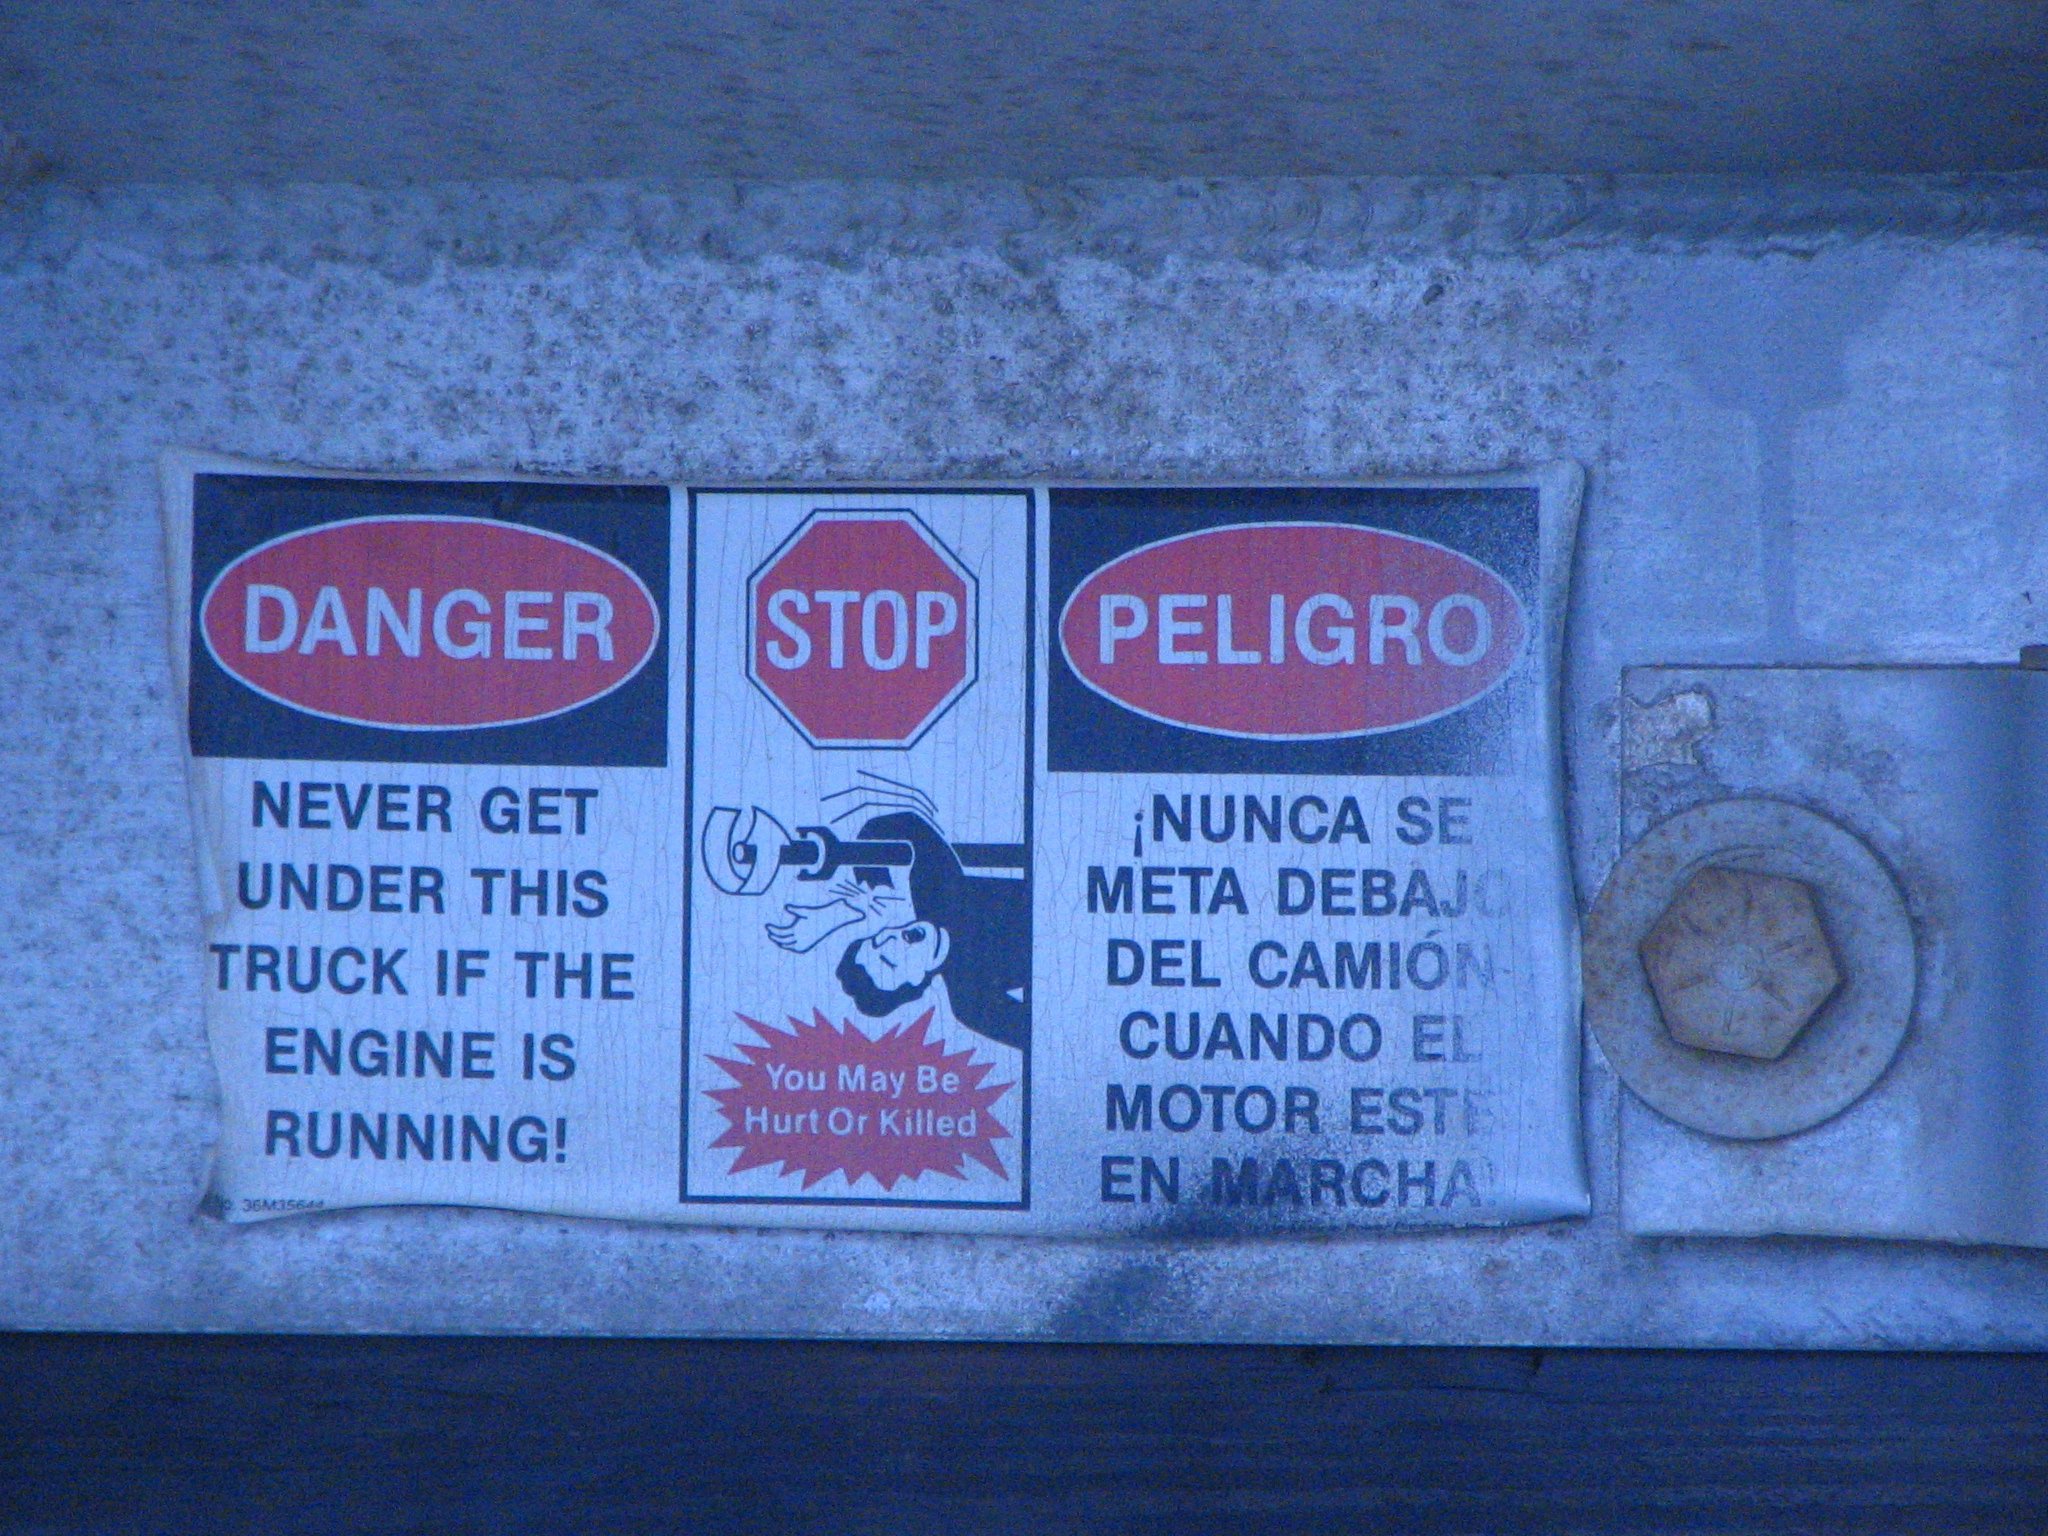 DANGER
NEVER GET
UNDER THIS
TRUCK IF THE
ENGINE IS
RUNNING!
STOP
You May Be
Hurt Or Killed
PELIGRO
¡NUNCA SE
META DEBAJO
DEL CAMIÓN
CUANDO EL
MOTOR ESTE
EN MARCHA!
36M35644